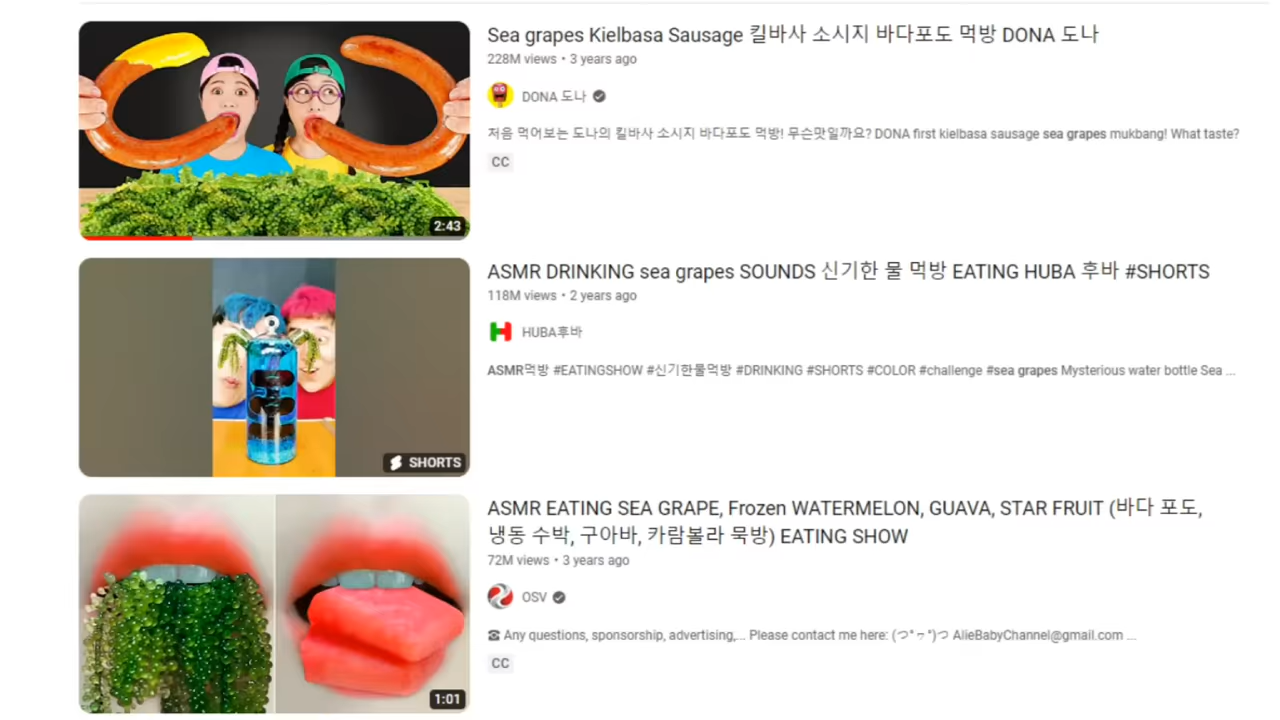 Sea grapes Kielbasa Sausage 킬바사 소시지 바다포도 먹방 DONA 도나
228M views • 3 years ago
DONA 도나
처음 먹어보는 도나의 킬바사 소시지 바다포도 먹방! 무슨맛일까요? DONA first kielbasa sausage sea grapes mukbang! What taste?
CC
2:43
ASMR DRINKING sea grapes SOUNDS 신기한 물 먹방 EATING HUBA 후바 #SHORTS
118M views • 2 years ago
HUBA후바
ASMR먹방 #EATINGSHOW #신기한물먹방 #DRINKING #SHORTS #COLOR #challenge #sea grapes Mysterious water bottle Sea ...
SHORTS
ASMR EATING SEA GRAPE, Frozen WATERMELON, GUAVA, STAR FRUIT (바다 포도,
냉동 수박, 구아바, 카람볼라 묵방) EATING SHOW
72M views • 3 years ago
OSV
☎ Any questions, sponsorship, advertising,... Please contact me here: (つ°ヮ°)つ AlieBabyChannel@gmail.com ...
CC
1:01